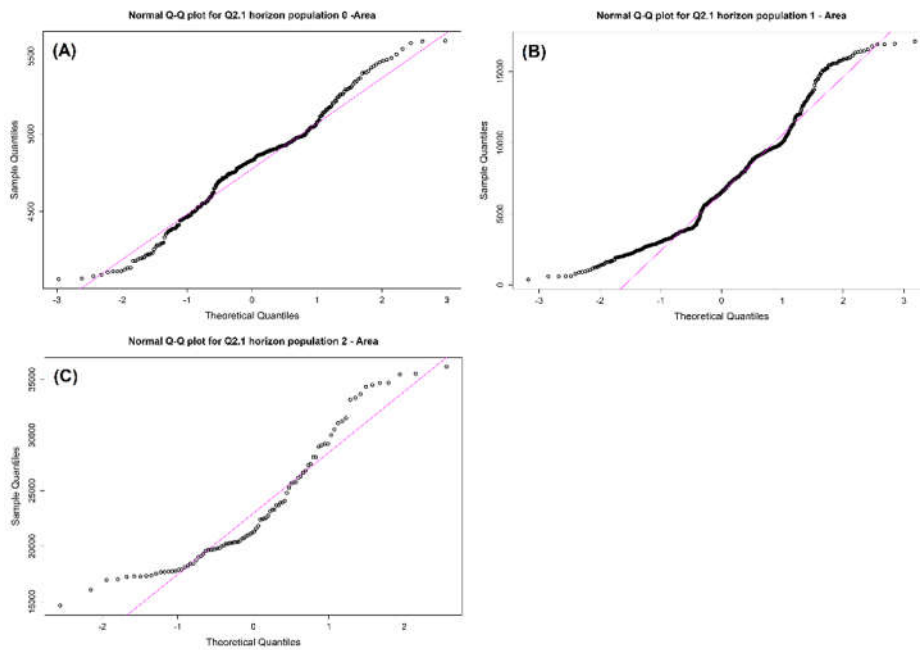 Normal Q-Q plot for Q2.1 horizon population 0 -Area
(A)
Sample Quantiles
5500
5000
4500
-3 -2 -1 0 1 2 3
Theoretical Quantiles
Normal Q-Q plot for Q2.1 horizon population 1 - Area
(B)
Sample Quantiles
15000
10000
5000
0
-3 -2 -1 0 1 2 3
Theoretical Quantiles
Normal Q-Q plot for Q2.1 horizon population 2 - Area
(C)
Sample Quantiles
35000
30000
25000
20000
15000
-2 -1 0 1 2
Theoretical Quantiles